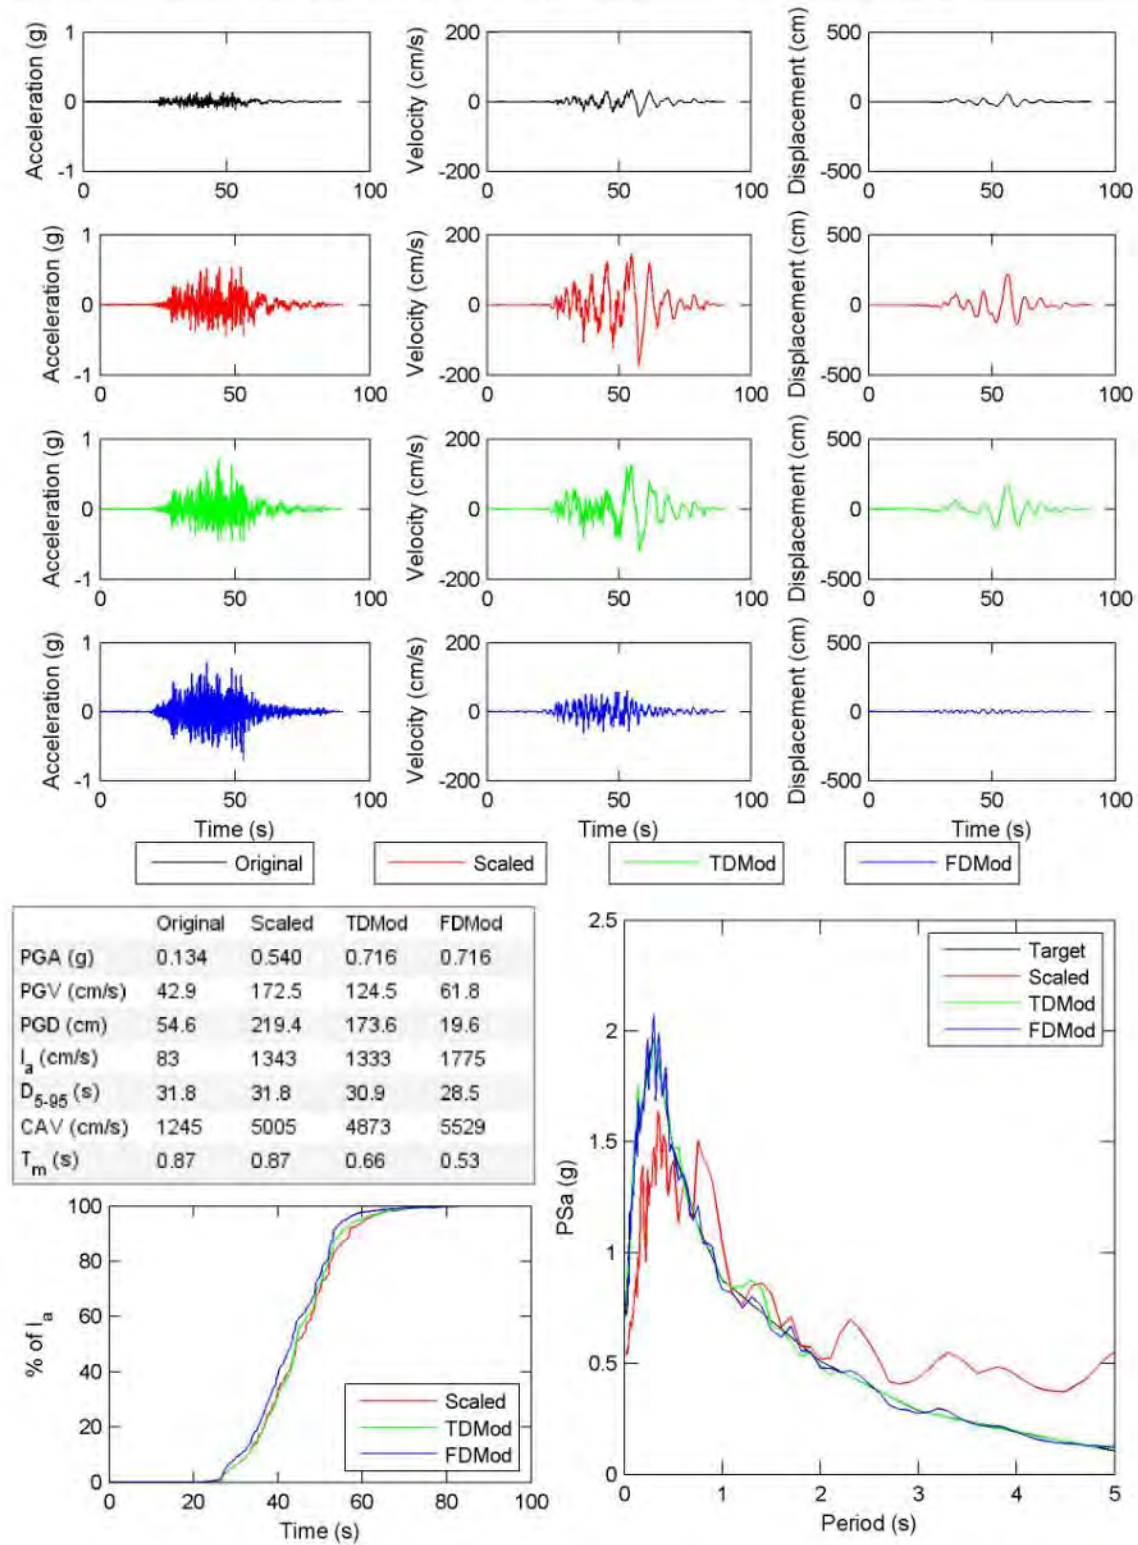 Acceleration (g)
1
0
-1
0 50 100
Velocity (cm/s)
200
0
-200
0 50 100
Displacement (cm)
500
0
-500
0 50 100
Acceleration (g)
1
0
-1
0 50 100
Velocity (cm/s)
200
0
-200
0 50 100
Displacement (cm)
500
0
-500
0 50 100
Acceleration (g)
1
0
-1
0 50 100
Velocity (cm/s)
200
0
-200
0 50 100
Displacement (cm)
500
0
-500
0 50 100
Acceleration (g)
1
0
-1
0 50 100
Time (s)
Velocity (cm/s)
200
0
-200
0 50 100
Time (s)
Displacement (cm)
500
0
-500
0 50 100
Time (s)
Original Scaled TDMod FDMod
Original Scaled TDMod FDMod
PGA (g) 0.134 0.540 0.716 0.716
PGV (cm/s) 42.9 172.5 124.5 61.8
PGD (cm) 54.6 219.4 173.6 19.6
Ia (cm/s) 83 1343 1333 1775
D5-95 (s) 31.8 31.8 30.9 28.5
CAV (cm/s) 1245 5005 4873 5529
Tm (s) 0.87 0.87 0.66 0.53
% of Ia
100
80
60
40
20
0
0 20 40 60 80 100
Time (s)
Scaled
TDMod
FDMod
PSa (g)
2.5
2
1.5
1
0.5
0
0 1 2 3 4 5
Period (s)
Target
Scaled
TDMod
FDMod